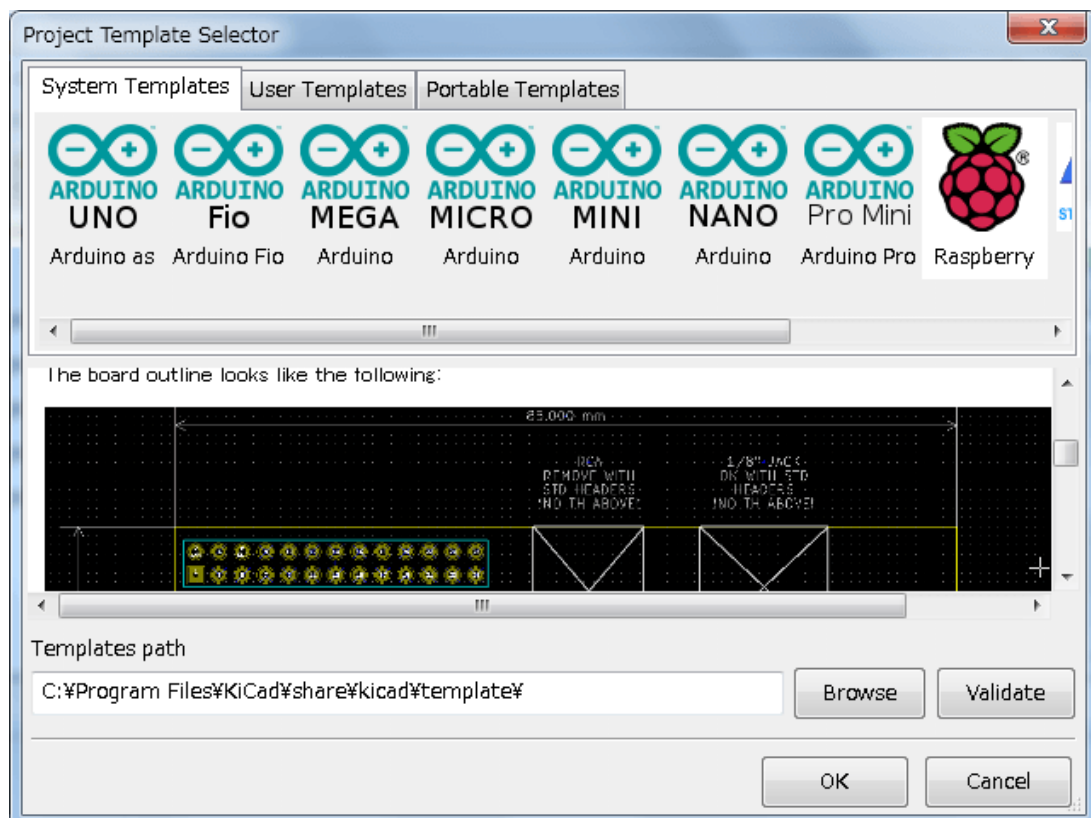 Project Template Selector
System Templates
User Templates
Portable Templates
ARDUINO
UNO
Arduino as
ARDUINO
Fio
Arduino Fio
ARDUINO
MEGA
Arduino
ARDUINO
MICRO
Arduino
ARDUINO
MINI
Arduino
ARDUINO
NANO
Arduino
ARDUINO
Pro Mini
Arduino Pro
Raspberry
The board outline looks like the following:
RCA
REMOVE WITH
STD HEADERS
(NO TH ABOVE)
1/8" JACK
OK WITH STD
HEADERS
(NO TH ABOVE)
Templates path
C:¥Program Files¥KiCad¥share¥kicad¥template¥
Browse
Validate
OK
Cancel